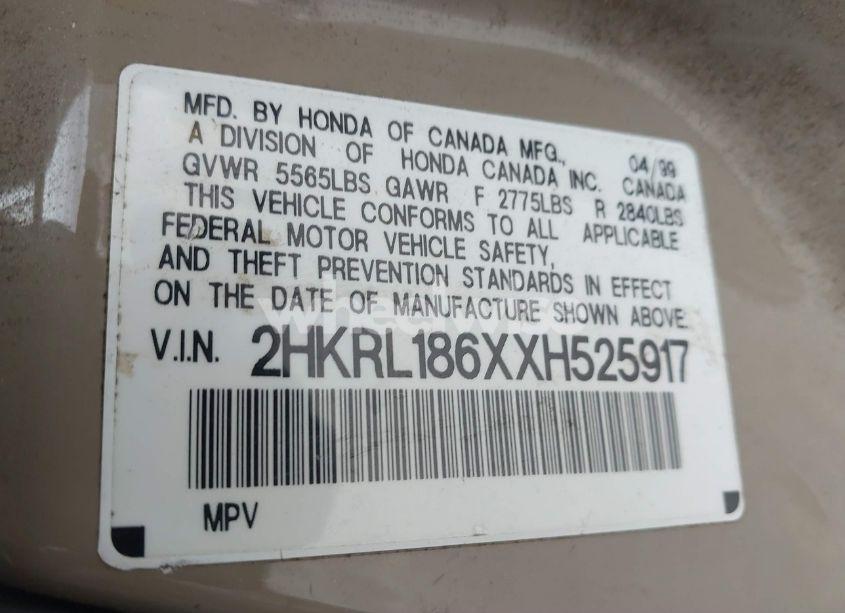 MFD. BY HONDA OF CANADA MFG., 04/99
A DIVISION OF HONDA CANADA INC. CANADA
GVWR 5565LBS GAWR F 2775LBS R 2840LBS
THIS VEHICLE CONFORMS TO ALL APPLICABLE
FEDERAL MOTOR VEHICLE SAFETY,
AND THEFT PREVENTION STANDARDS IN EFFECT
ON THE DATE OF MANUFACTURE SHOWN ABOVE.
V.I.N. 2HKRL186XXH525917
MPV